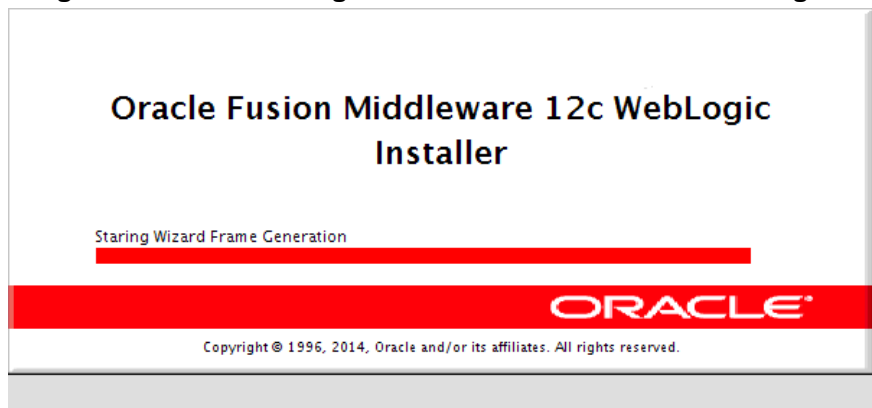 Oracle Fusion Middleware 12c WebLogic
Installer
Staring Wizard Frame Generation
ORACLE
Copyright © 1996, 2014, Oracle and/or its affiliates. All rights reserved.